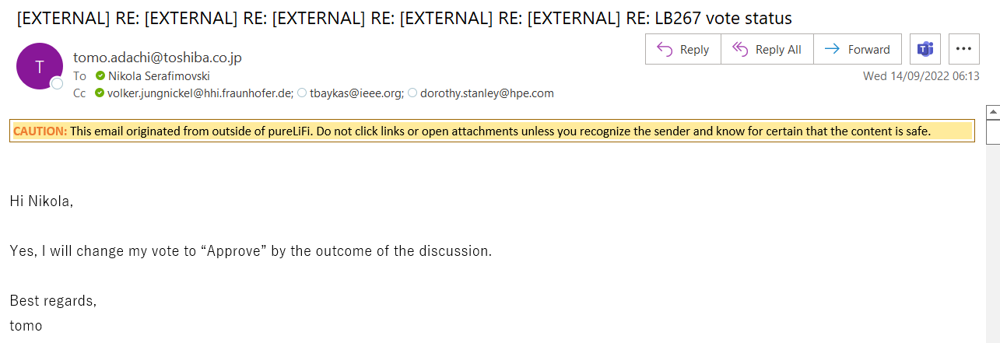 [EXTERNAL] RE: [EXTERNAL] RE: [EXTERNAL] RE: [EXTERNAL] RE: [EXTERNAL] RE: LB267 vote status
T
tomo.adachi@toshiba.co.jp
Reply
Reply All
Forward
To Nikola Serafimovski
Wed 14/09/2022 06:13
Cc volker.jungnickel@hhi.fraunhofer.de; tbaykas@ieee.org; dorothy.stanley@hpe.com
CAUTION: This email originated from outside of pureLiFi. Do not click links or open attachments unless you recognize the sender and know for certain that the content is safe.
Hi Nikola,
Yes, I will change my vote to “Approve” by the outcome of the discussion.
Best regards,
tomo